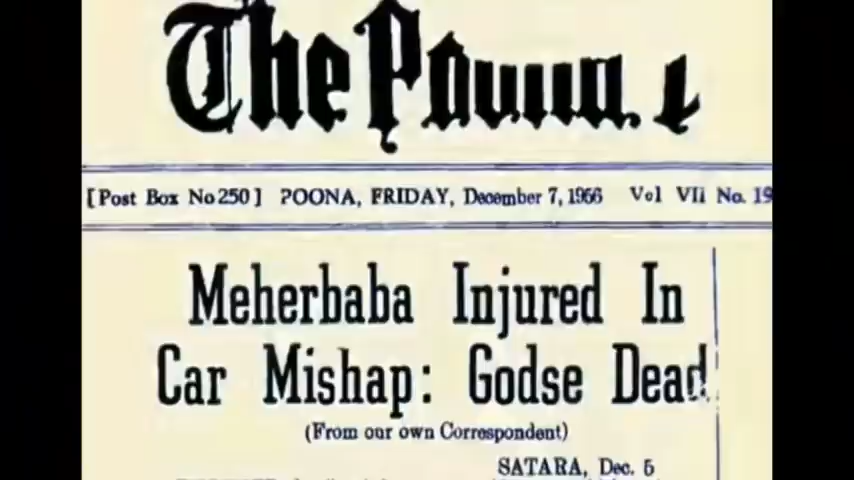 The
[Post Box No 250] POONA, FRIDAY, December 7, 1956 Vol VII No. 19
Meherbaba Injured In
Car Mishap: Godse Dead
(From our own Correspondent)
SATARA, Dec. 5